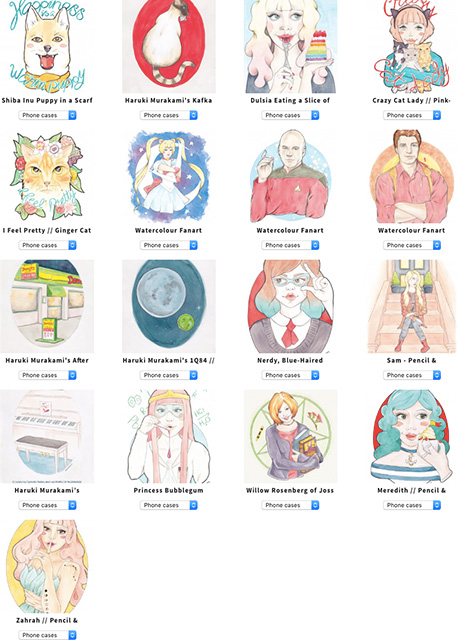 Happiness
is a
Warm Puppy
Crazy
Cat Lady
Shiba Inu Puppy in a Scarf
Haruki Murakami's Kafka
Dulsia Eating a Slice of
Crazy Cat Lady // Pink-
Phone cases
Phone cases
Phone cases
Phone cases
I Feel Pretty
I Feel Pretty // Ginger Cat
Watercolour Fanart
Watercolour Fanart
Watercolour Fanart
Phone cases
Phone cases
Phone cases
Phone cases
Haruki Murakami's After
Haruki Murakami's 1Q84 //
Nerdy, Blue-Haired
Sam - Pencil &
Phone cases
Phone cases
Phone cases
Phone cases
Haruki Murakami's
Princess Bubblegum
Willow Rosenberg of Joss
Meredith // Pencil &
Phone cases
Phone cases
Phone cases
Phone cases
Zahrah // Pencil &
Phone cases